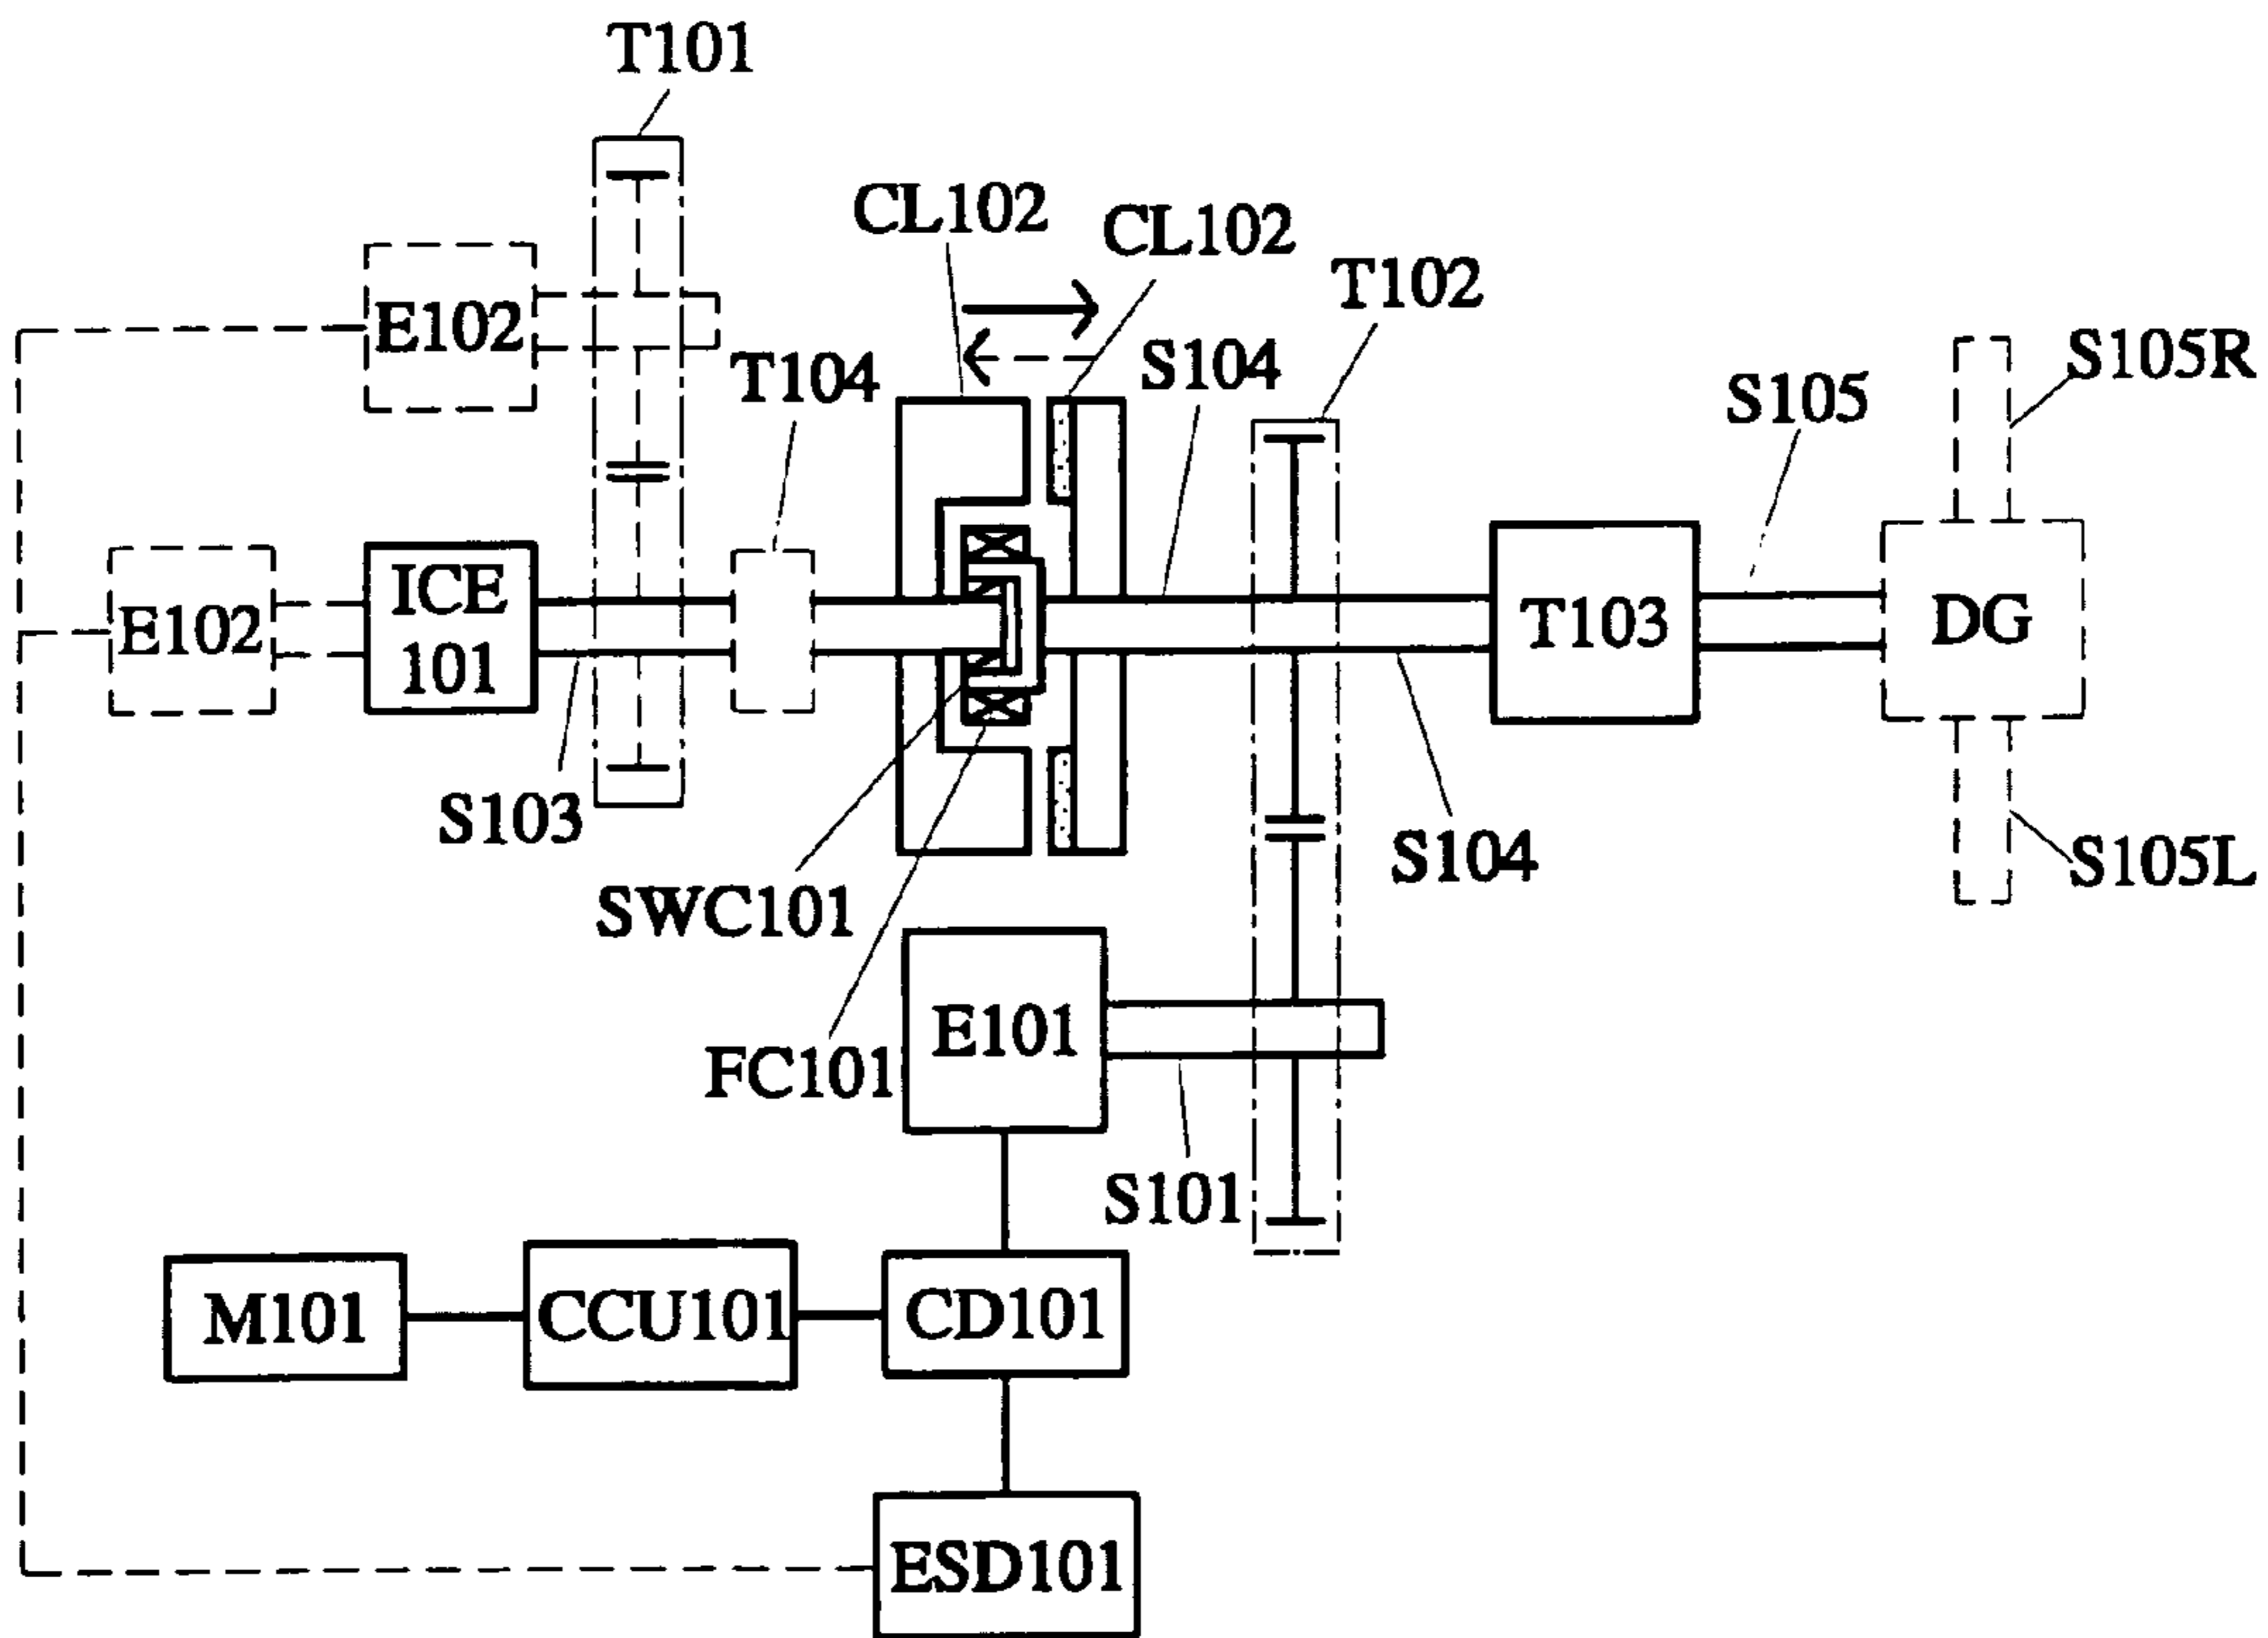 T101
CL102
CL102
T102
E102
T104
S104
S105
S105R
E102
ICE
101
T103
DG
S103
S104
S105L
SWC101
E101
FC101
S101
M101
CCU101
CD101
ESD101